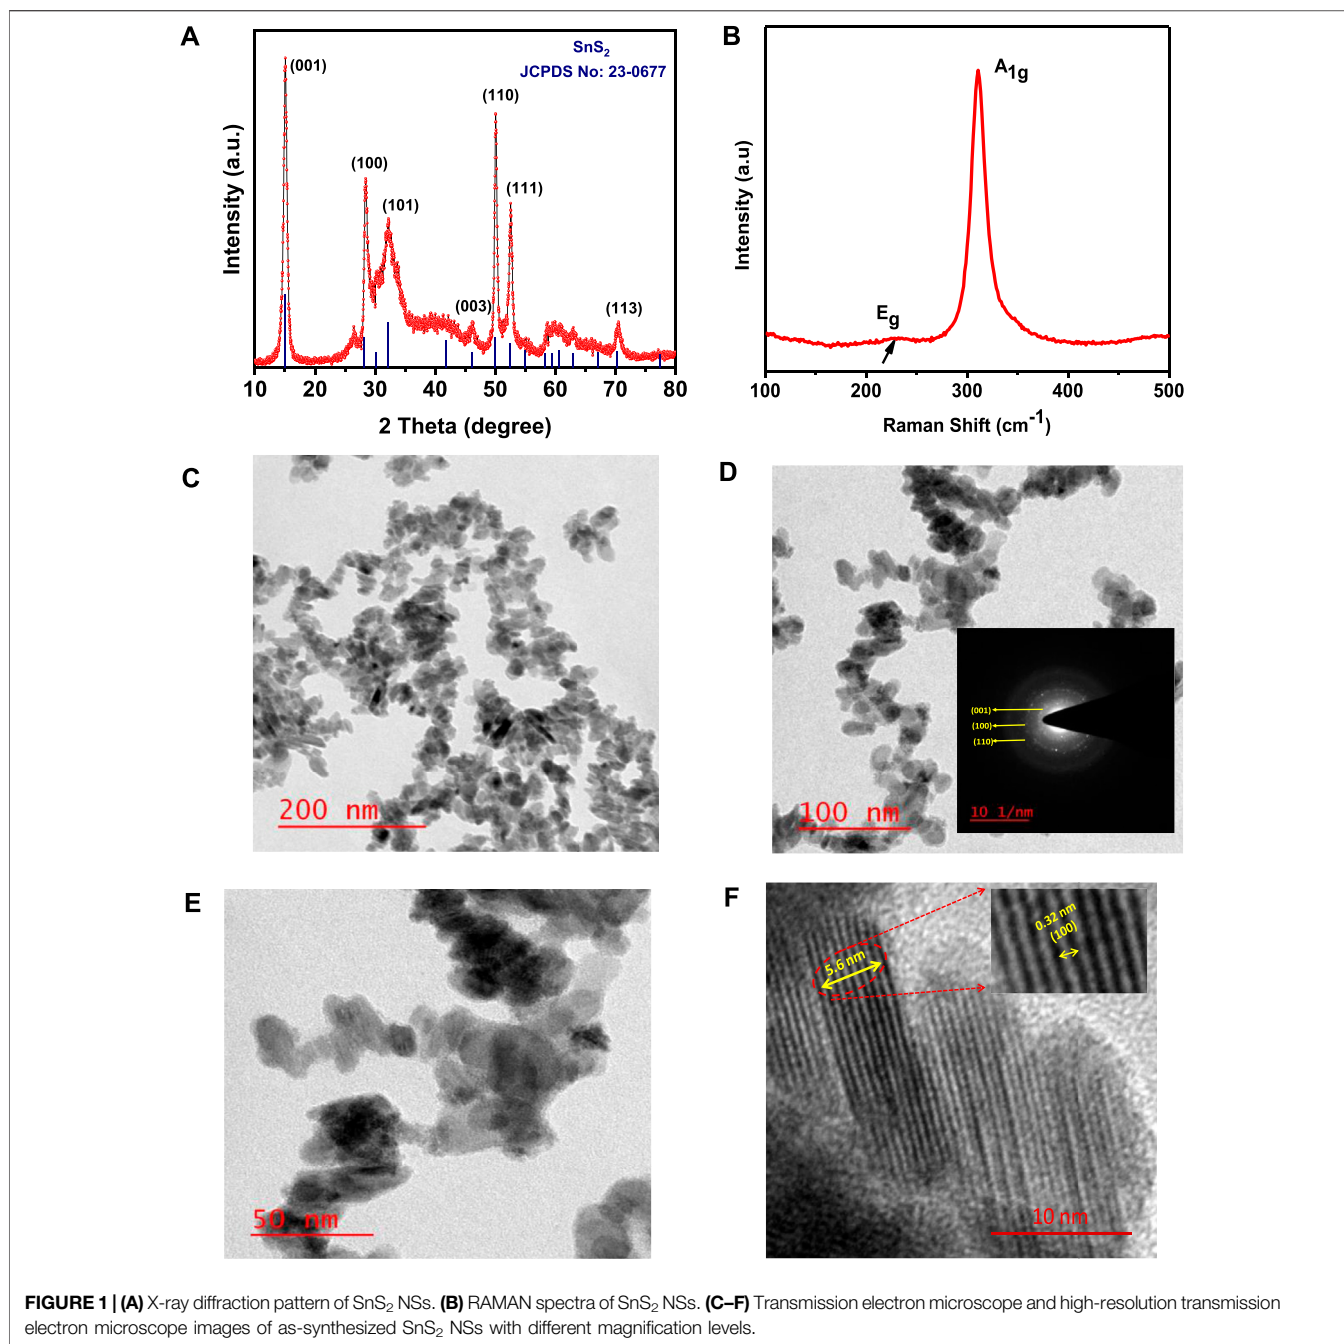 A
SnS2
JCPDS No: 23-0677
(001)
(100)
(101)
(003)
(110)
(111)
(113)
Intensity (a.u.)
10 20 30 40 50 60 70 80
2 Theta (degree)
B
A1g
Eg
Intensity (a.u)
100 200 300 400 500
Raman Shift (cm-1)
C
200 nm
D
(001)
(100)
(110)
10 1/nm
100 nm
E
50 nm
F
5.6 nm
0.32 nm
(100)
10 nm
FIGURE 1 | (A) X-ray diffraction pattern of SnS2 NSs. (B) RAMAN spectra of SnS2 NSs. (C–F) Transmission electron microscope and high-resolution transmission
electron microscope images of as-synthesized SnS2 NSs with different magnification levels.